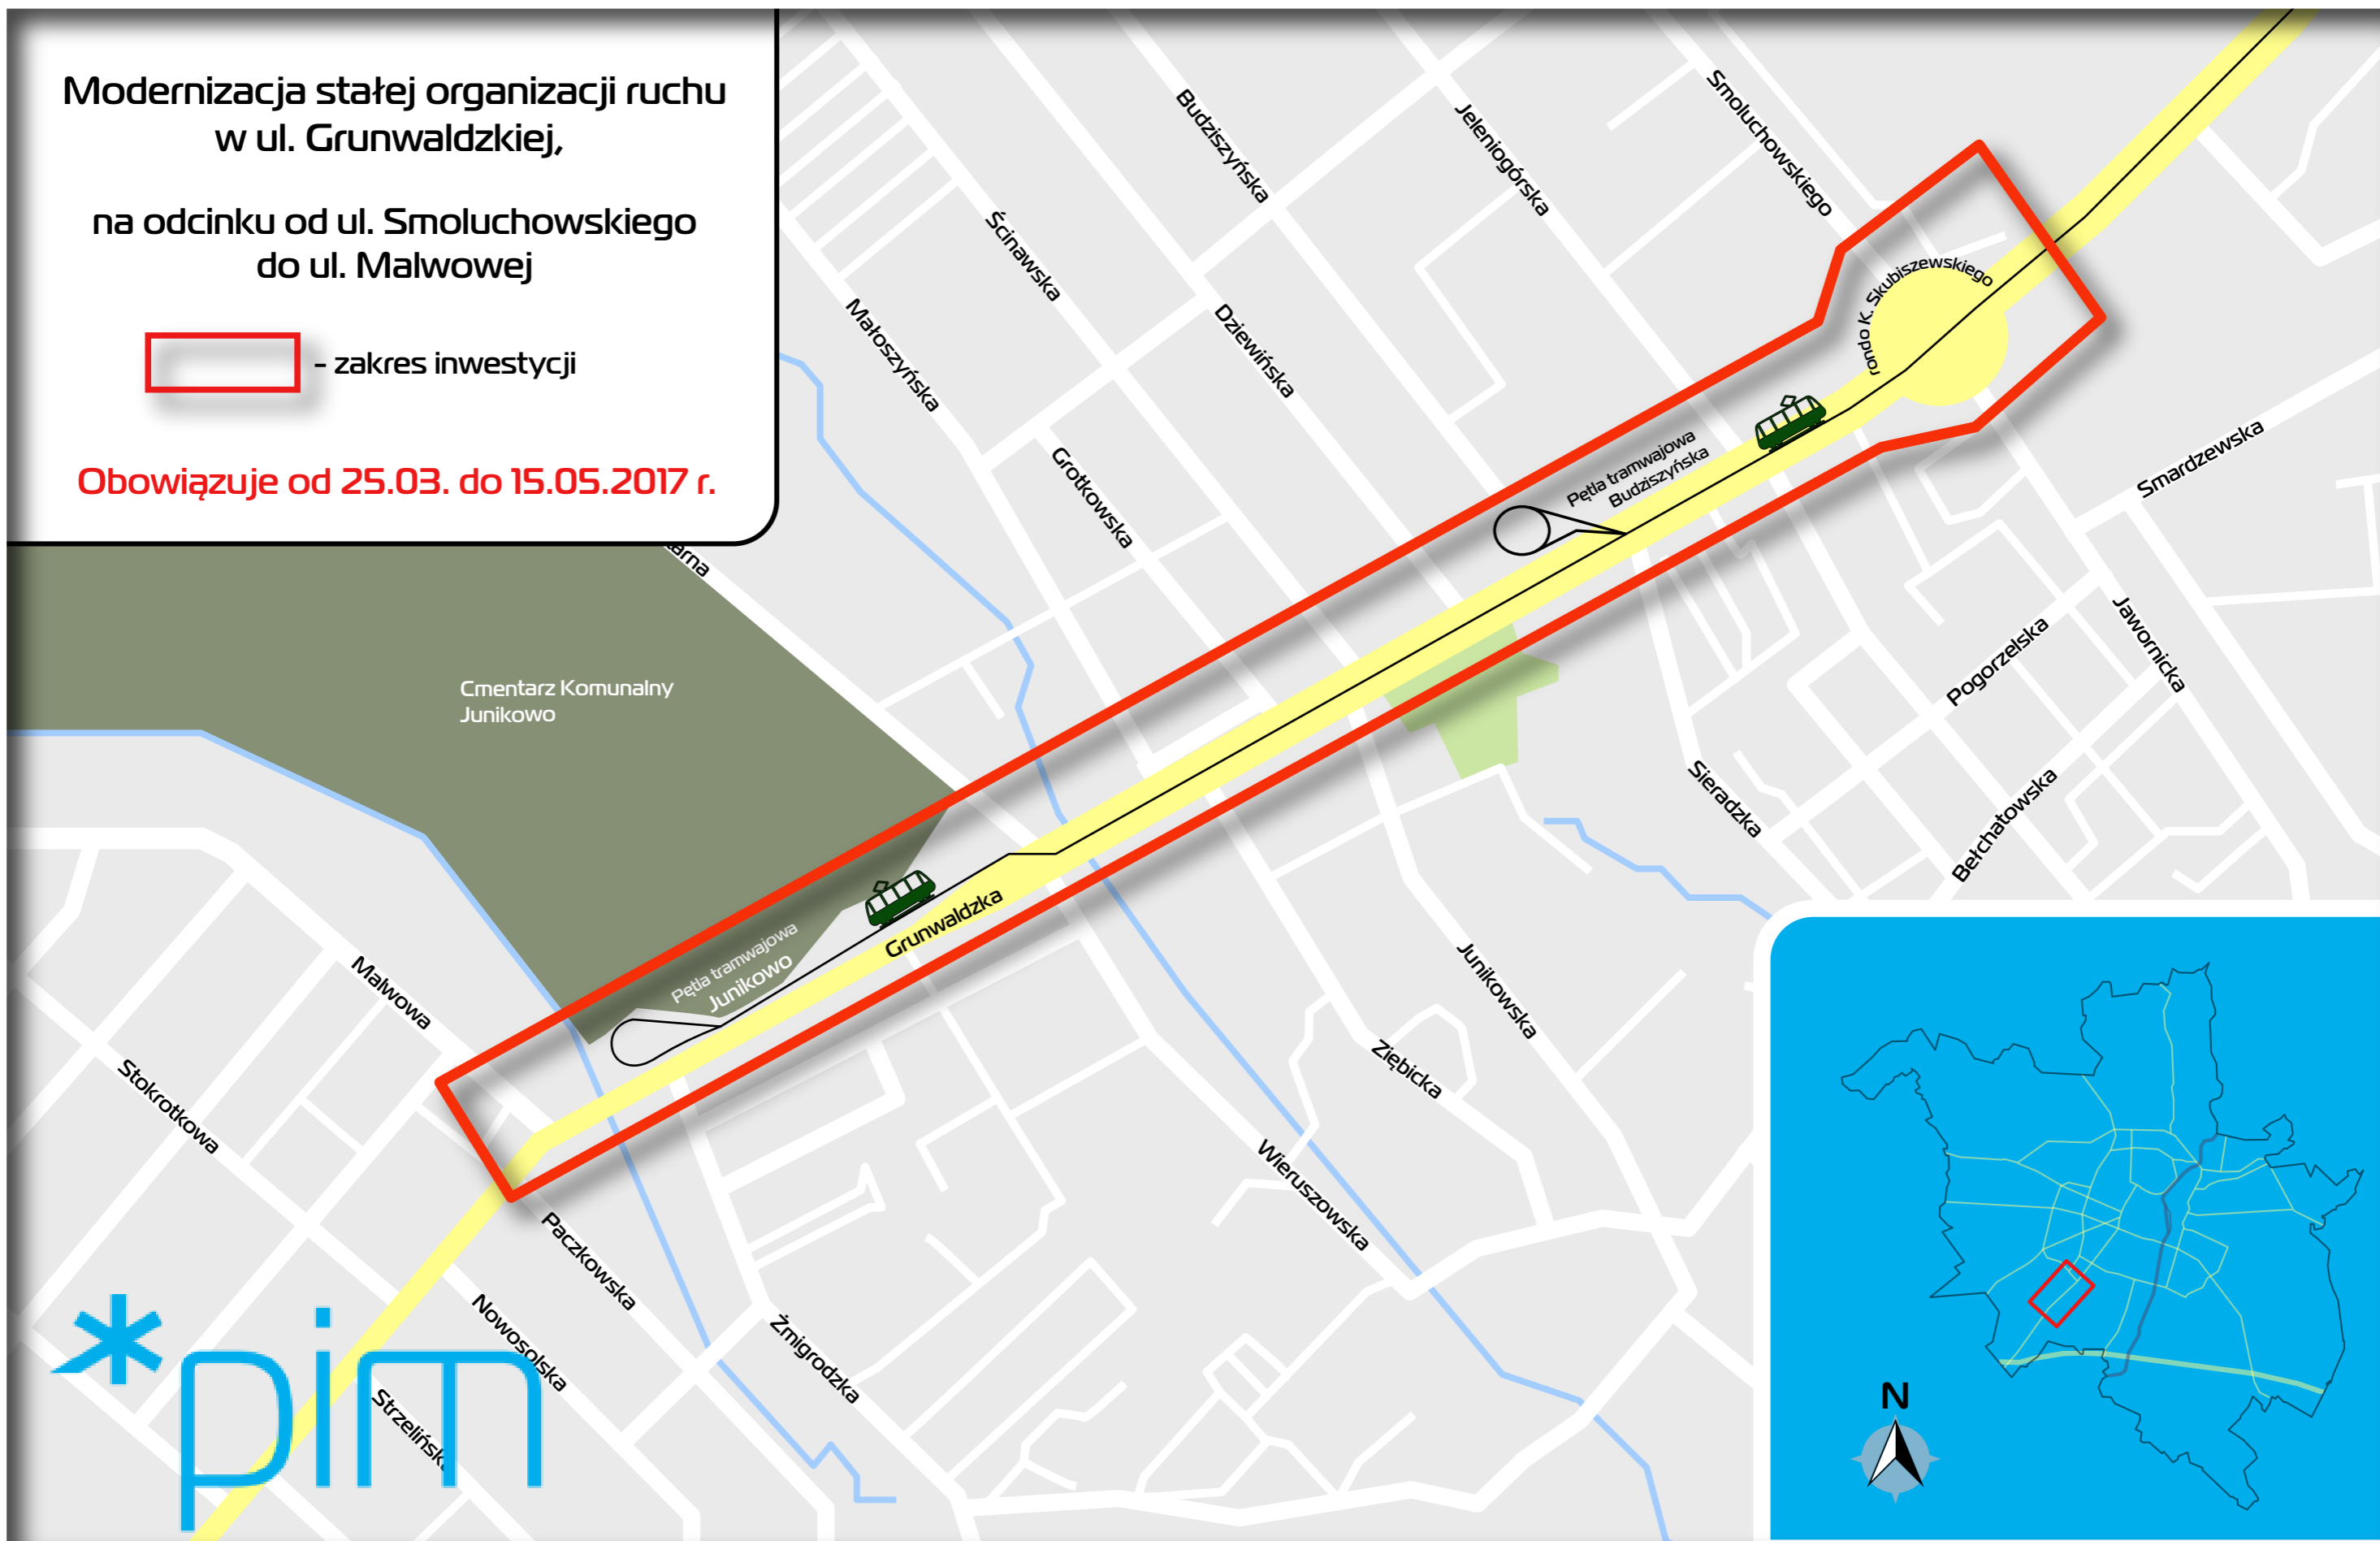 Modernizacja stałej organizacji ruchu
w ul. Grunwaldzkiej,
na odcinku od ul. Smoluchowskiego
do ul. Malwowej
- zakres inwestycji
Obowiązuje od 25.03. do 15.05.2017 r.
Budziszyńska
Jeleniogórska
Smoluchowskiego
Ścinawska
Małoszyńska
Dziewińska
rondo K. Skubiszewskiego
Grotkowska
Pętla tramwajowa
Budziszyńska
Smardzewska
arna
Cmentarz Komunalny
Junikowo
Pogorzelska
Jawornicka
Sieradzka
Bełchatowska
Grunwaldzka
Pętla tramwajowa
Junikowo
Malwowa
Stokrotkowa
Junikowska
Ziębicka
Wieruszowska
Paczkowska
Nowosolska
Żmigrodzka
Strzelińska
*pim
N